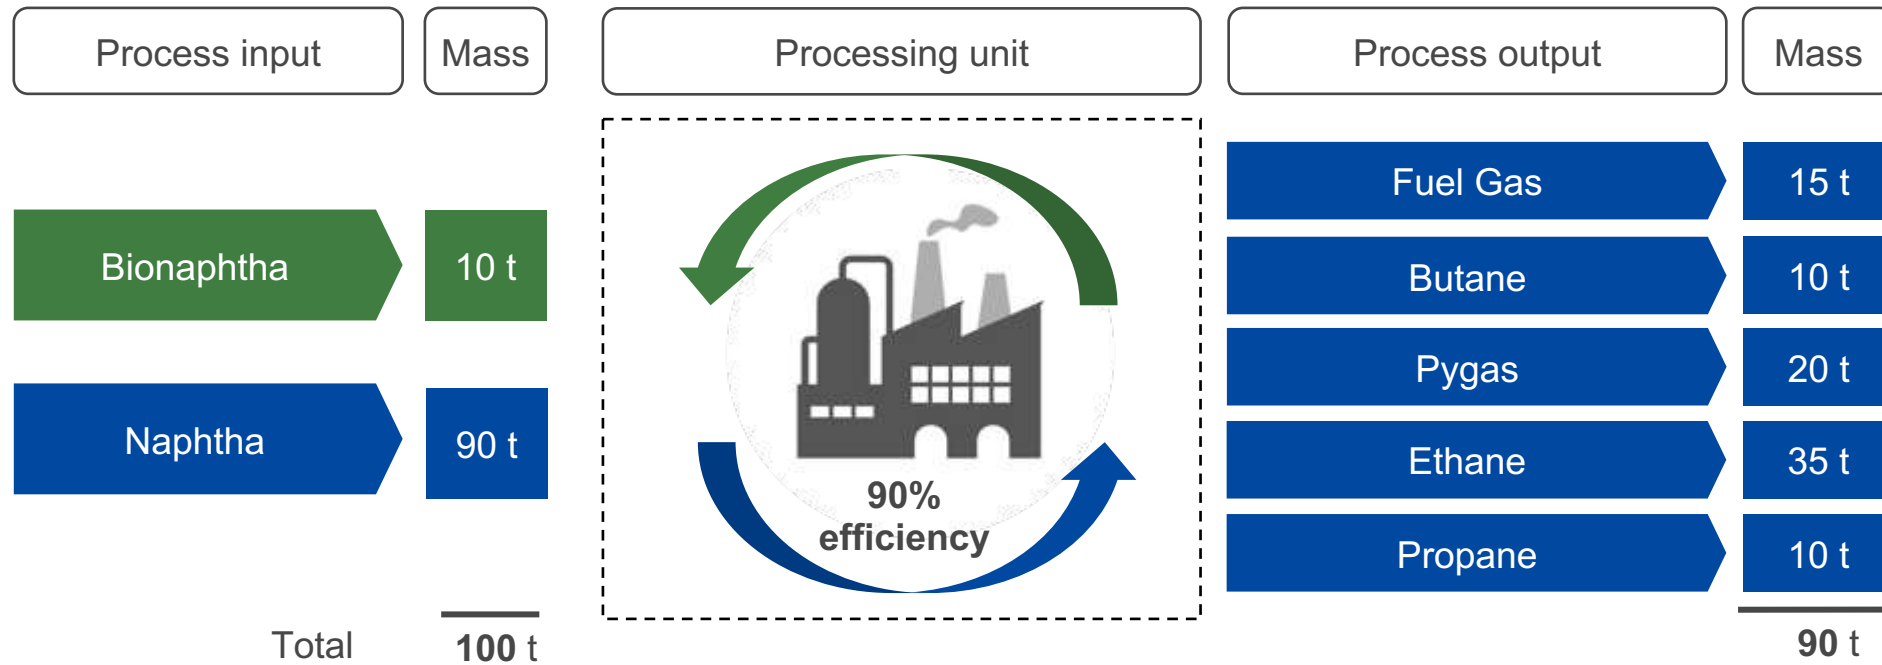 Process input
Mass
Processing unit
Process output
Mass
Bionaphtha
10 t
Naphtha
90 t
Total
100 t
90%
efficiency
Fuel Gas
15 t
Butane
10 t
Pygas
20 t
Ethane
35 t
Propane
10 t
90 t